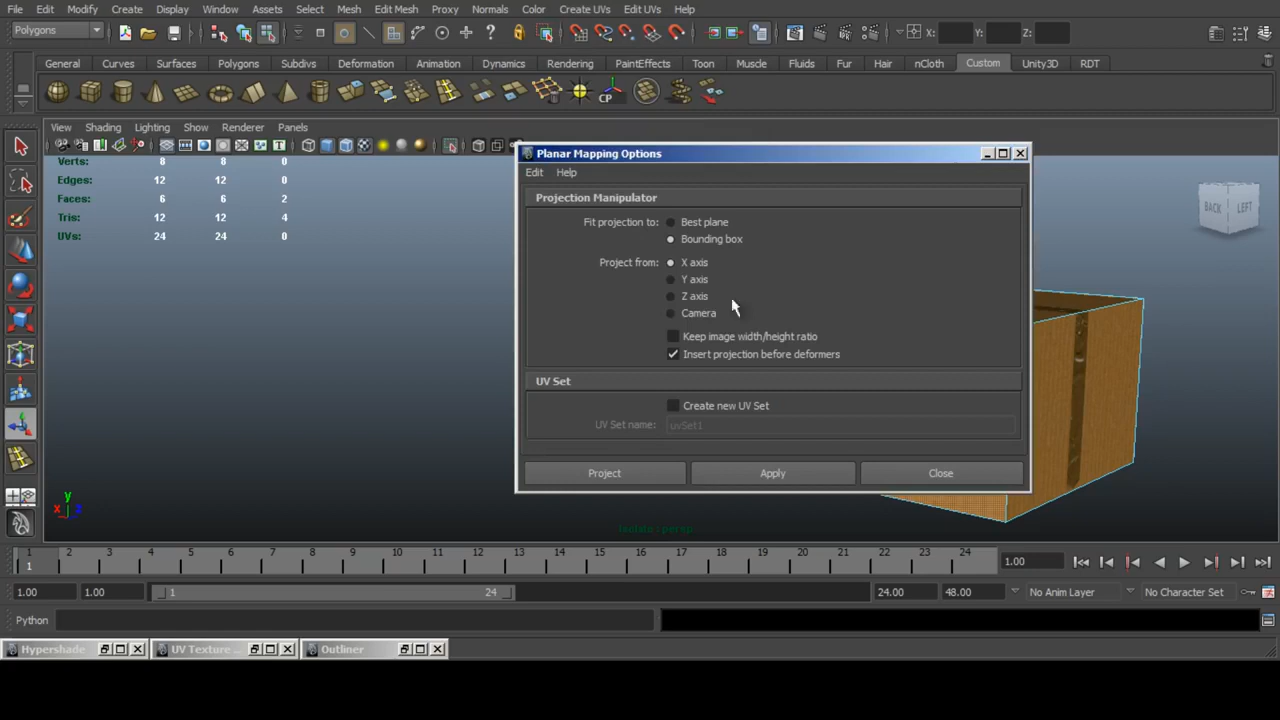 File Edit Modify Create Display Window Assets Select Mesh Edit Mesh Proxy Normals Color Create UVs Edit UVs Help
Polygons X: Y: Z:
General Curves Surfaces Polygons Subdivs Deformation Animation Dynamics Rendering PaintEffects Toon Muscle Fluids Fur Hair nCloth Custom Unity3D RDT
CP
View Shading Lighting Show Renderer Panels
Verts: 8 8 0
Edges: 12 12 0
Faces: 6 6 2
Tris: 12 12 4
UVs: 24 24 0
Planar Mapping Options
Edit Help
Projection Manipulator
Fit projection to: Best plane
Bounding box
Project from: X axis
Y axis
Z axis
Camera
Keep image width/height ratio
Insert projection before deformers
UV Set
Create new UV Set
UV Set name: uvSet1
Project Apply Close
BACK LEFT
y
x z
Isolate : persp
1 2 3 4 5 6 7 8 9 10 11 12 13 14 15 16 17 18 19 20 21 22 23 24
1 1.00
1.00 1.00 1 24 24.00 48.00 No Anim Layer No Character Set
Python
Hypershade UV Texture ... Outliner